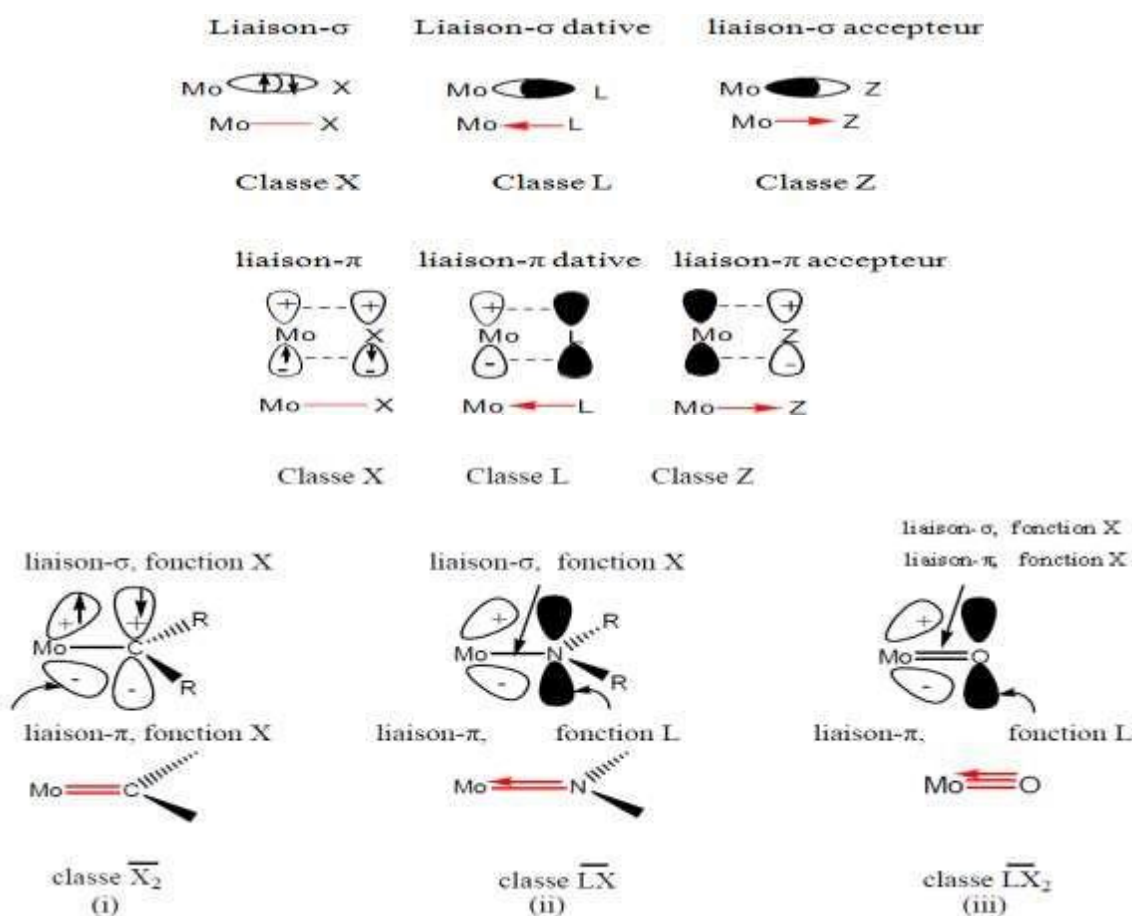 Liaison-σ Liaison-σ dative liaison-σ accepteur
Mo X Mo L Mo Z
Mo X Mo L Mo Z
Classe X Classe L Classe Z
liaison-π liaison-π dative liaison-π accepteur
+ + + +
Mo X Mo L Mo Z
- - - -
Mo X Mo L Mo Z
Classe X Classe L Classe Z
liaison-σ, fonction X
liaison-σ, fonction X liaison-σ, fonction X liaison-π, fonction X
+ + R + R +
Mo C Mo N Mo O
- - R - R -
liaison-π, fonction X liaison-π, fonction L liaison-π, fonction L
Mo C Mo N Mo O
classe X₂ classe LX classe LX₂
(i) (ii) (iii)